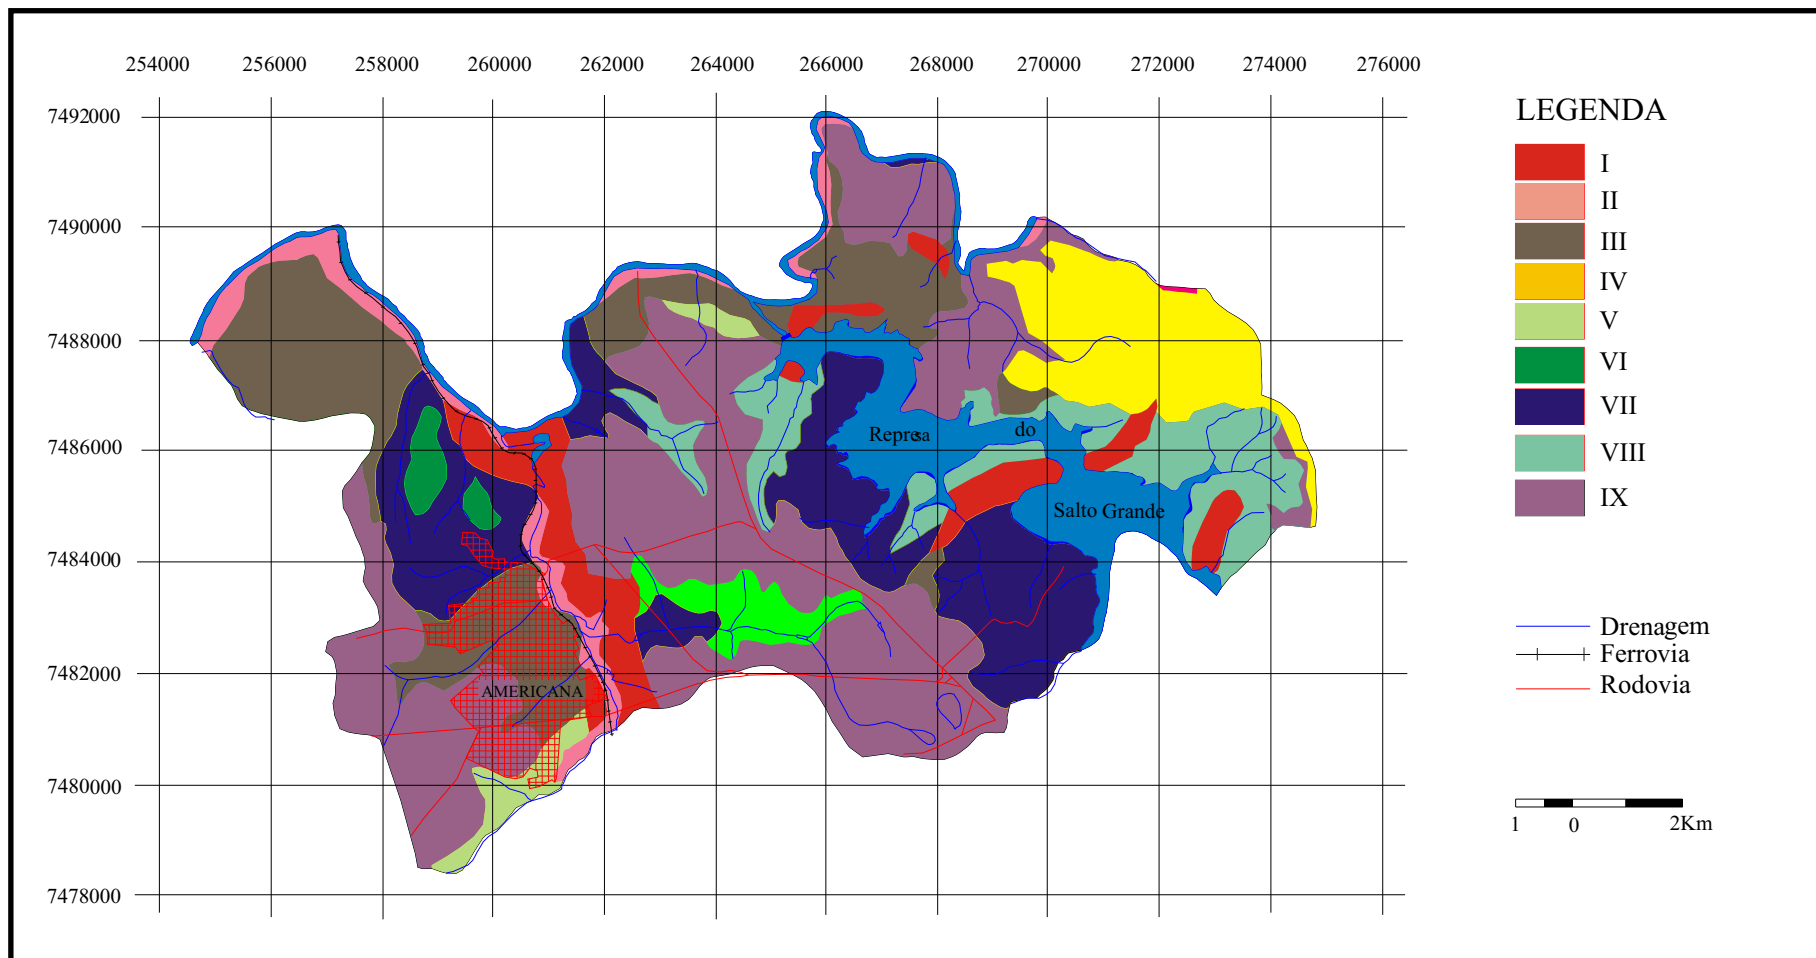 254000 256000 258000 260000 262000 264000 266000 268000 270000 272000 274000 276000
7492000
7490000
7488000
7486000
7484000
7482000
7480000
7478000
Represa do
Salto Grande
AMERICANA
LEGENDA
I
II
III
IV
V
VI
VII
VIII
IX
Drenagem
Ferrovia
Rodovia
1 0 2Km